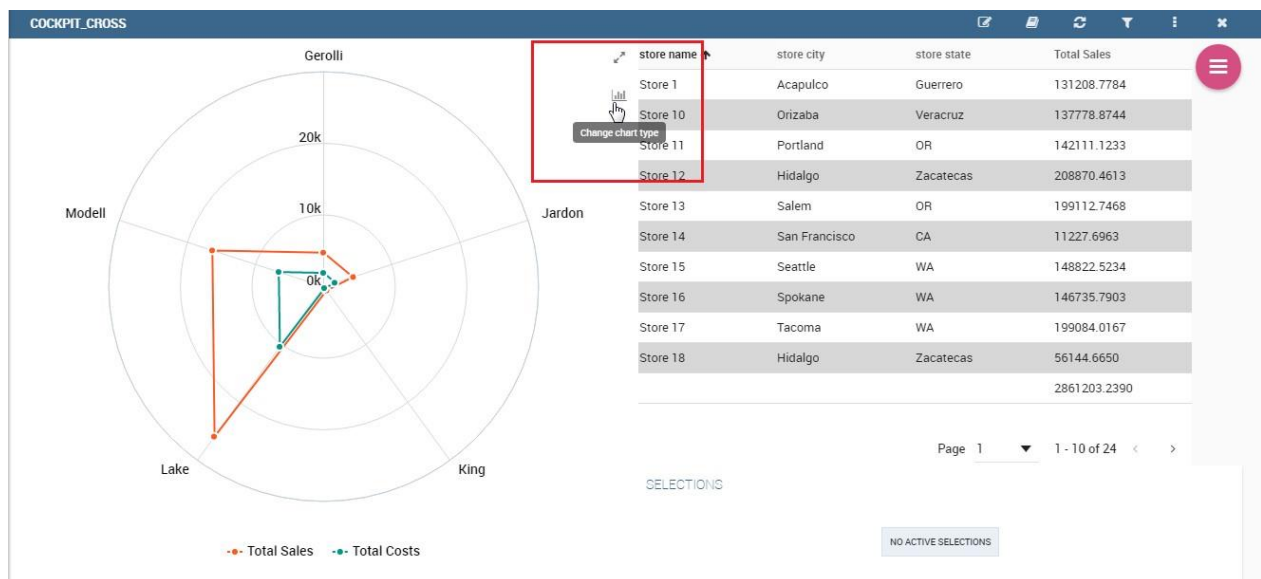 COCKPIT_CROSS
Gerolli
20k
10k
0k
Modell
Jardon
Lake
King
Total Sales Total Costs
Change chart type
store name store city store state Total Sales
Store 1 Acapulco Guerrero 131208.7784
Store 10 Orizaba Veracruz 137778.8744
Store 11 Portland OR 142111.1233
Store 12 Hidalgo Zacatecas 208870.4613
Store 13 Salem OR 199112.7468
Store 14 San Francisco CA 11227.6963
Store 15 Seattle WA 148822.5234
Store 16 Spokane WA 146735.7903
Store 17 Tacoma WA 199084.0167
Store 18 Hidalgo Zacatecas 56144.6650
2861203.2390
Page 1 1 - 10 of 24 < >
SELECTIONS
NO ACTIVE SELECTIONS